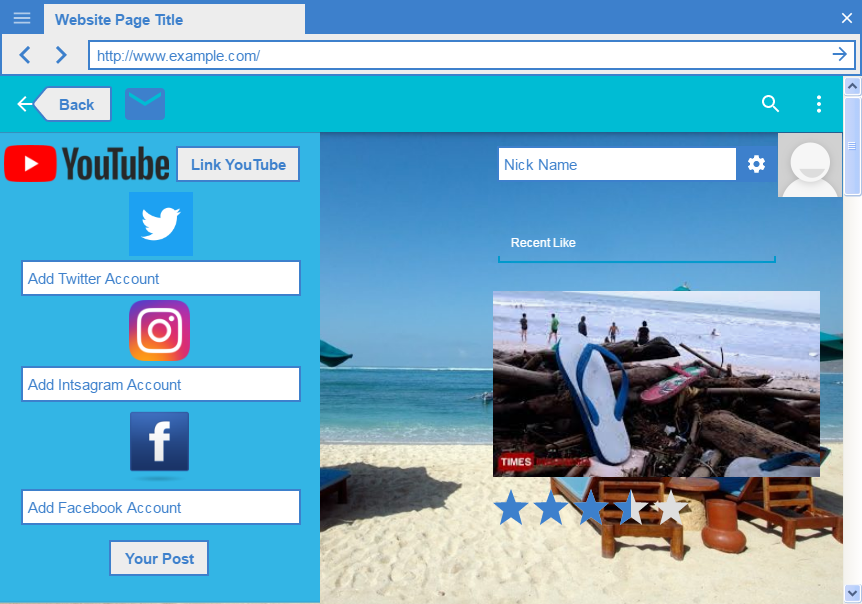 Website Page Title
http://www.example.com/
Back
YouTube
Link YouTube
Nick Name
Recent Like
Add Twitter Account
Add Intsagram Account
Add Facebook Account
Your Post
TIMES